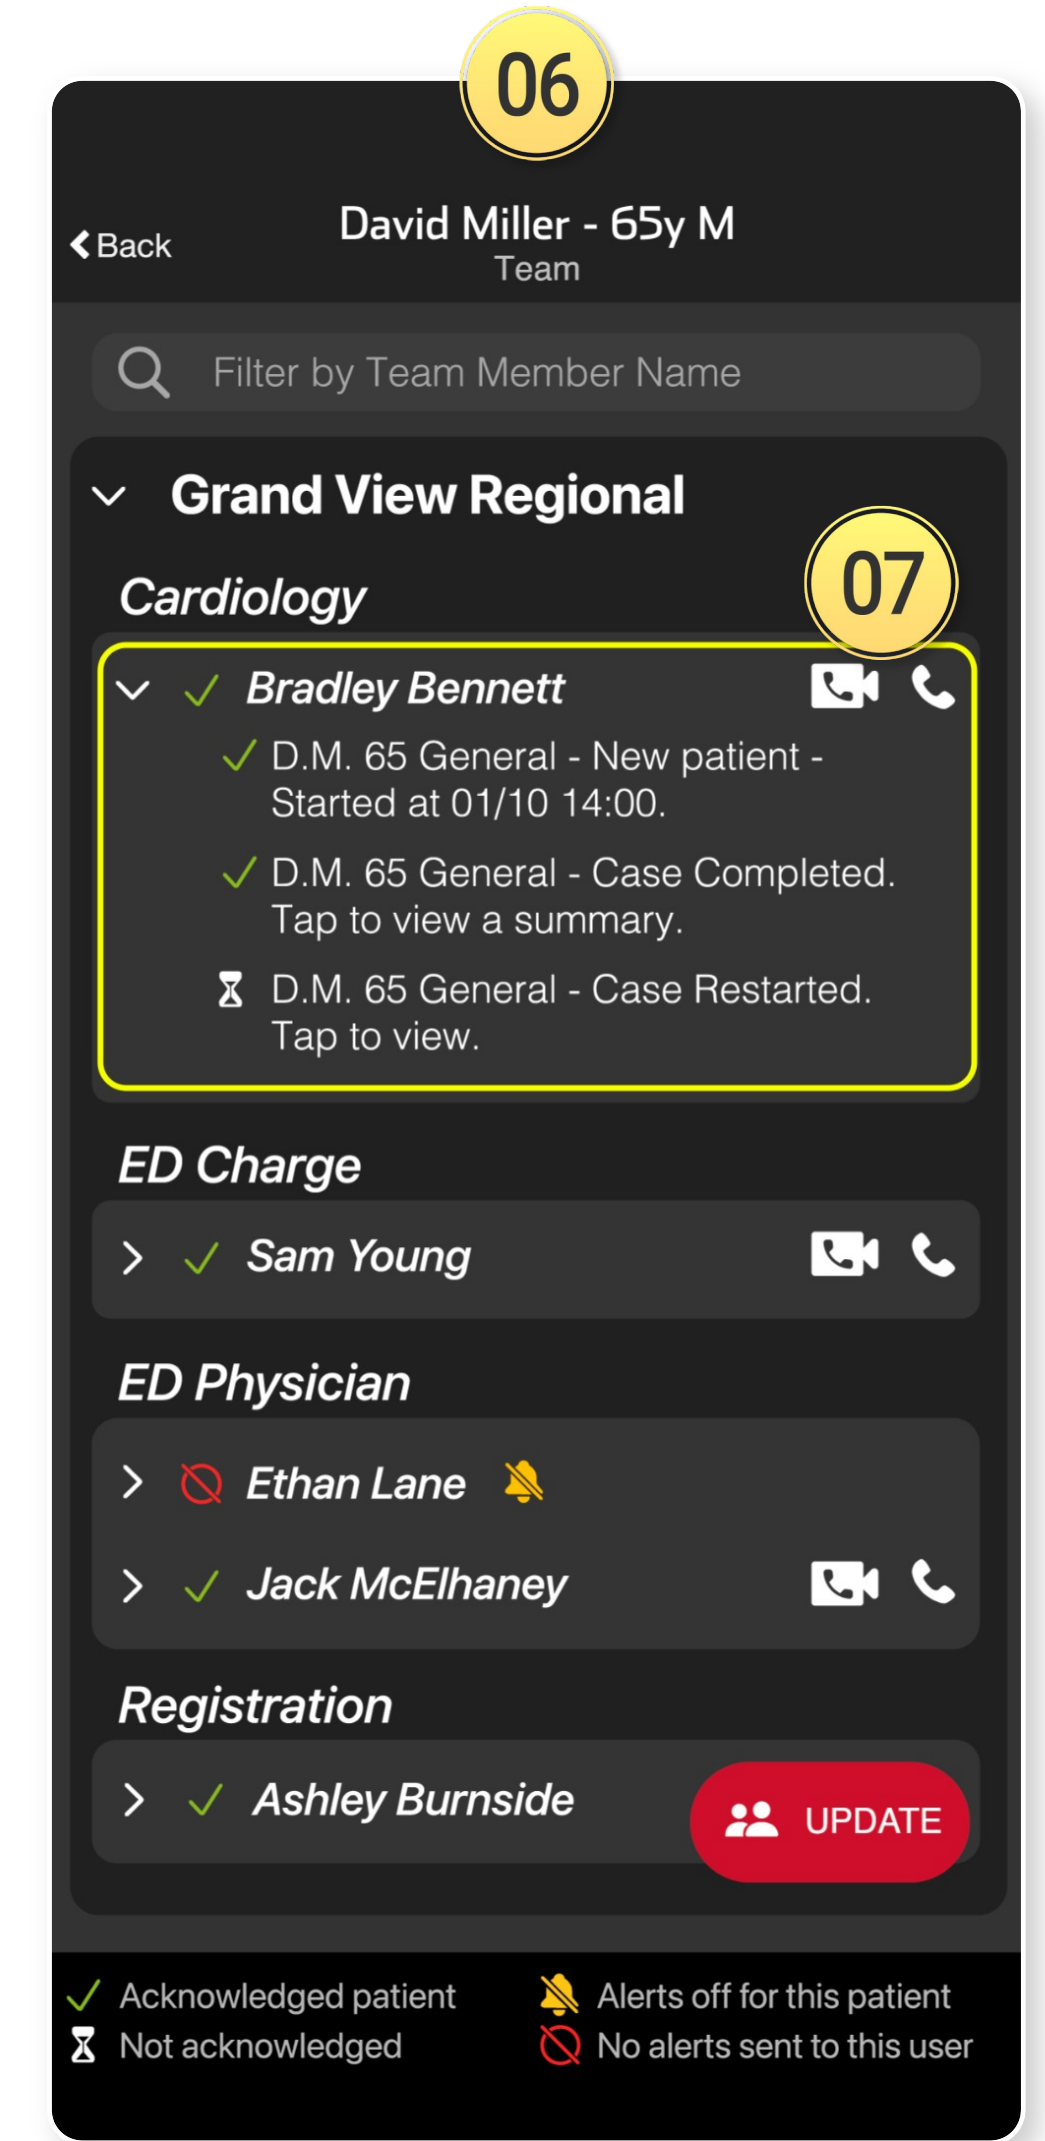 06
Back
David Miller - 65y M
Team
Filter by Team Member Name
Grand View Regional
07
Cardiology
Bradley Bennett
D.M. 65 General - New patient -
Started at 01/10 14:00.
D.M. 65 General - Case Completed.
Tap to view a summary.
D.M. 65 General - Case Restarted.
Tap to view.
ED Charge
Sam Young
ED Physician
Ethan Lane
Jack McElhaney
Registration
Ashley Burnside
UPDATE
Acknowledged patient
Alerts off for this patient
Not acknowledged
No alerts sent to this user